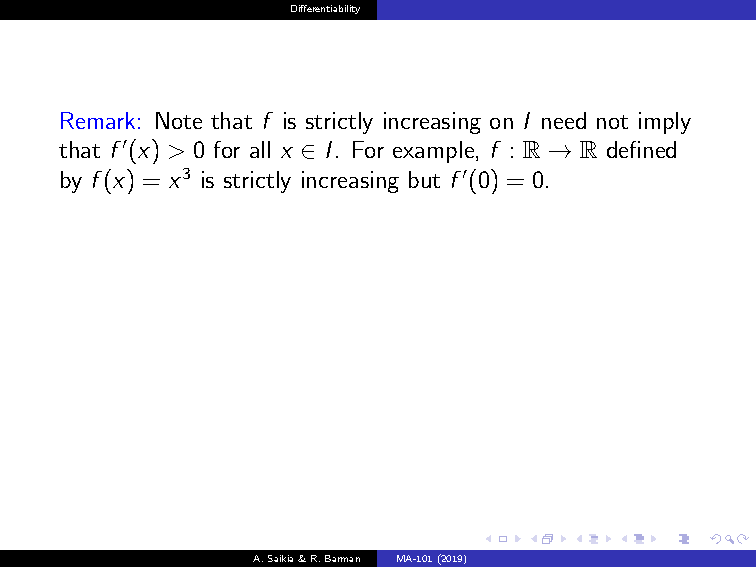 Differentiability
Remark: Note that f is strictly increasing on I need not imply
that f′(x) > 0 for all x ∈ I. For example, f : ℝ → ℝ defined
by f(x) = x³ is strictly increasing but f′(0) = 0.
A. Saikia & R. Barman MA-101 (2019)